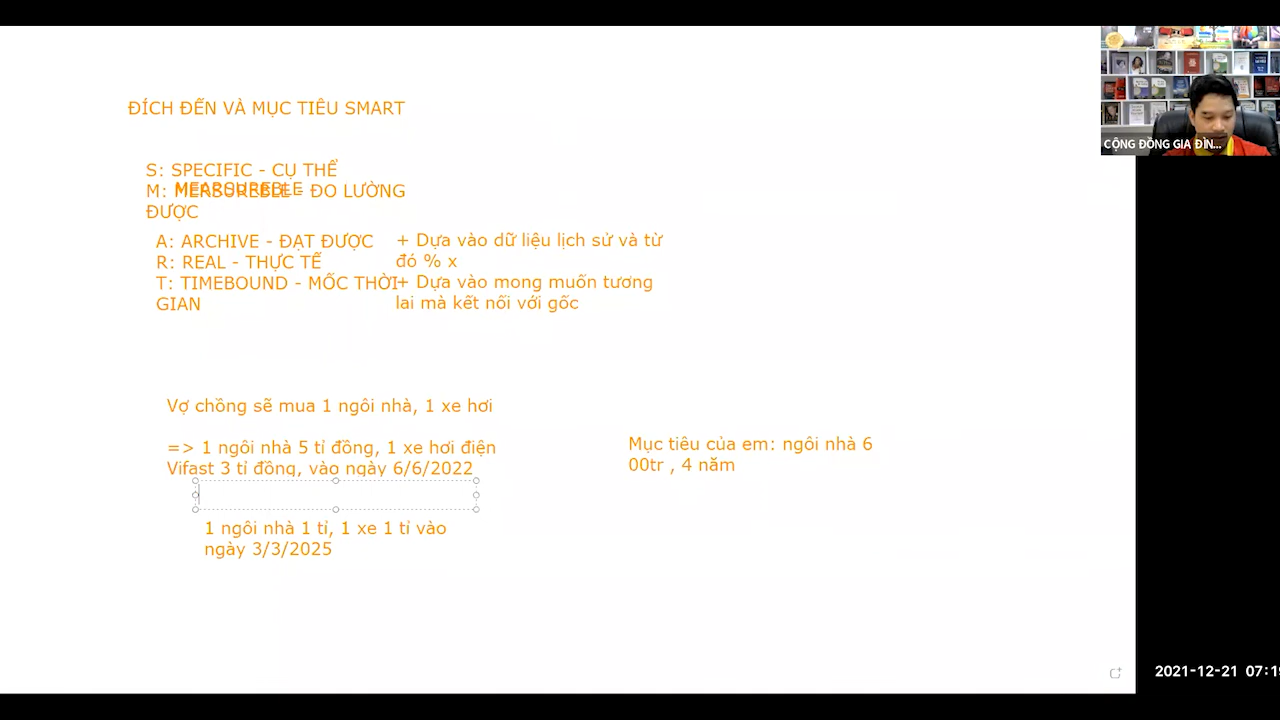 ĐÍCH ĐẾN VÀ MỤC TIÊU SMART
S: SPECIFIC - CỤ THỂ
MEARSUREBLE
M: MERSUREBLE - ĐO LƯỜNG
ĐƯỢC
A: ARCHIVE - ĐẠT ĐƯỢC
R: REAL - THỰC TẾ
T: TIMEBOUND - MỐC THỜI
GIAN
+ Dựa vào dữ liệu lịch sử và từ
đó % x
+ Dựa vào mong muốn tương
lai mà kết nối với gốc
Vợ chồng sẽ mua 1 ngôi nhà, 1 xe hơi
=> 1 ngôi nhà 5 tỉ đồng, 1 xe hơi điện
Vifast 3 tỉ đồng, vào ngày 6/6/2022
1 ngôi nhà 1 tỉ, 1 xe 1 tỉ vào
ngày 3/3/2025
Mục tiêu của em: ngôi nhà 6
00tr , 4 năm
CỘNG ĐỒNG GIA ĐÌN...
2021-12-21 07:1